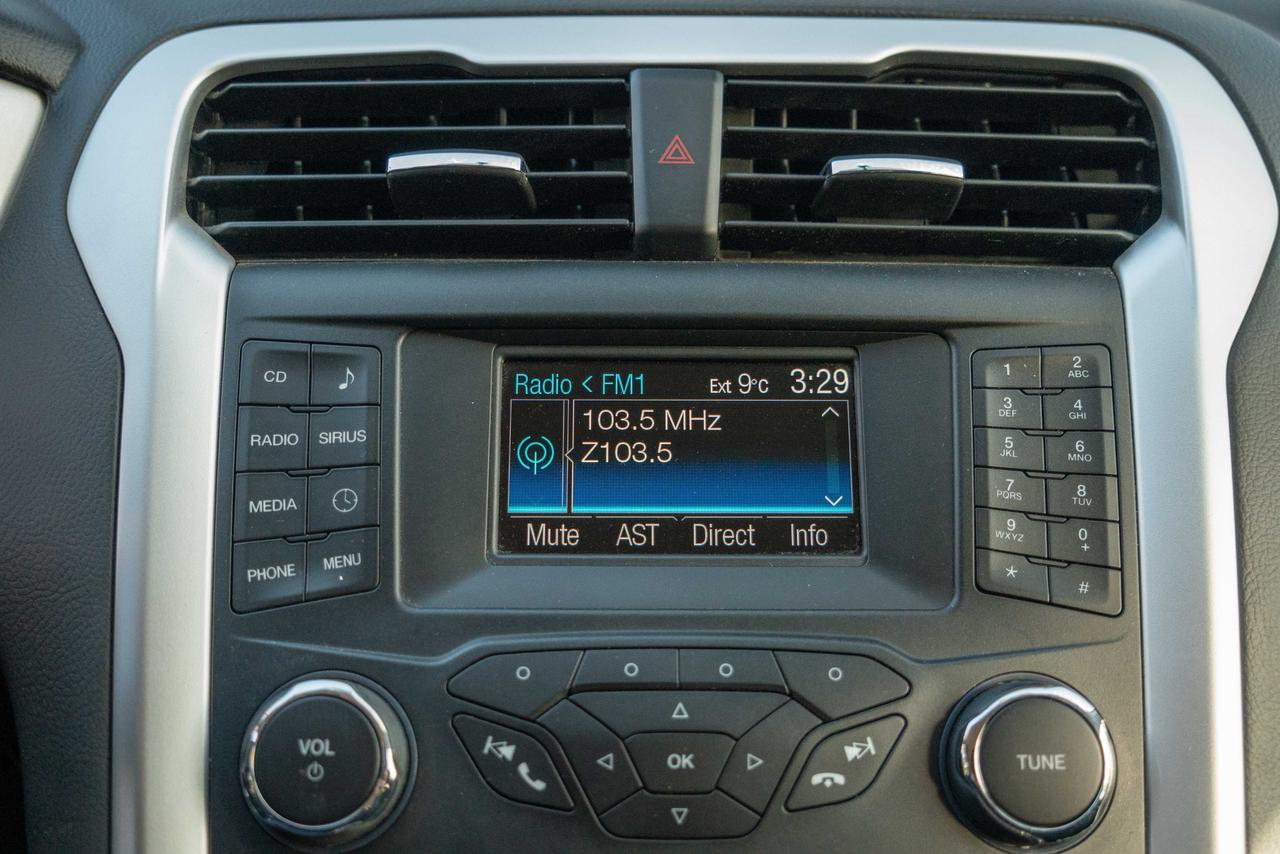 Radio < FM1 Ext 9°C 3:29
103.5 MHz
Z103.5
Mute AST Direct Info
CD
RADIO SIRIUS
MEDIA
PHONE MENU
1 2 ABC
3 DEF 4 GHI
5 JKL 6 MNO
7 PQRS 8 TUV
9 WXYZ 0 +
* #
VOL
OK
TUNE